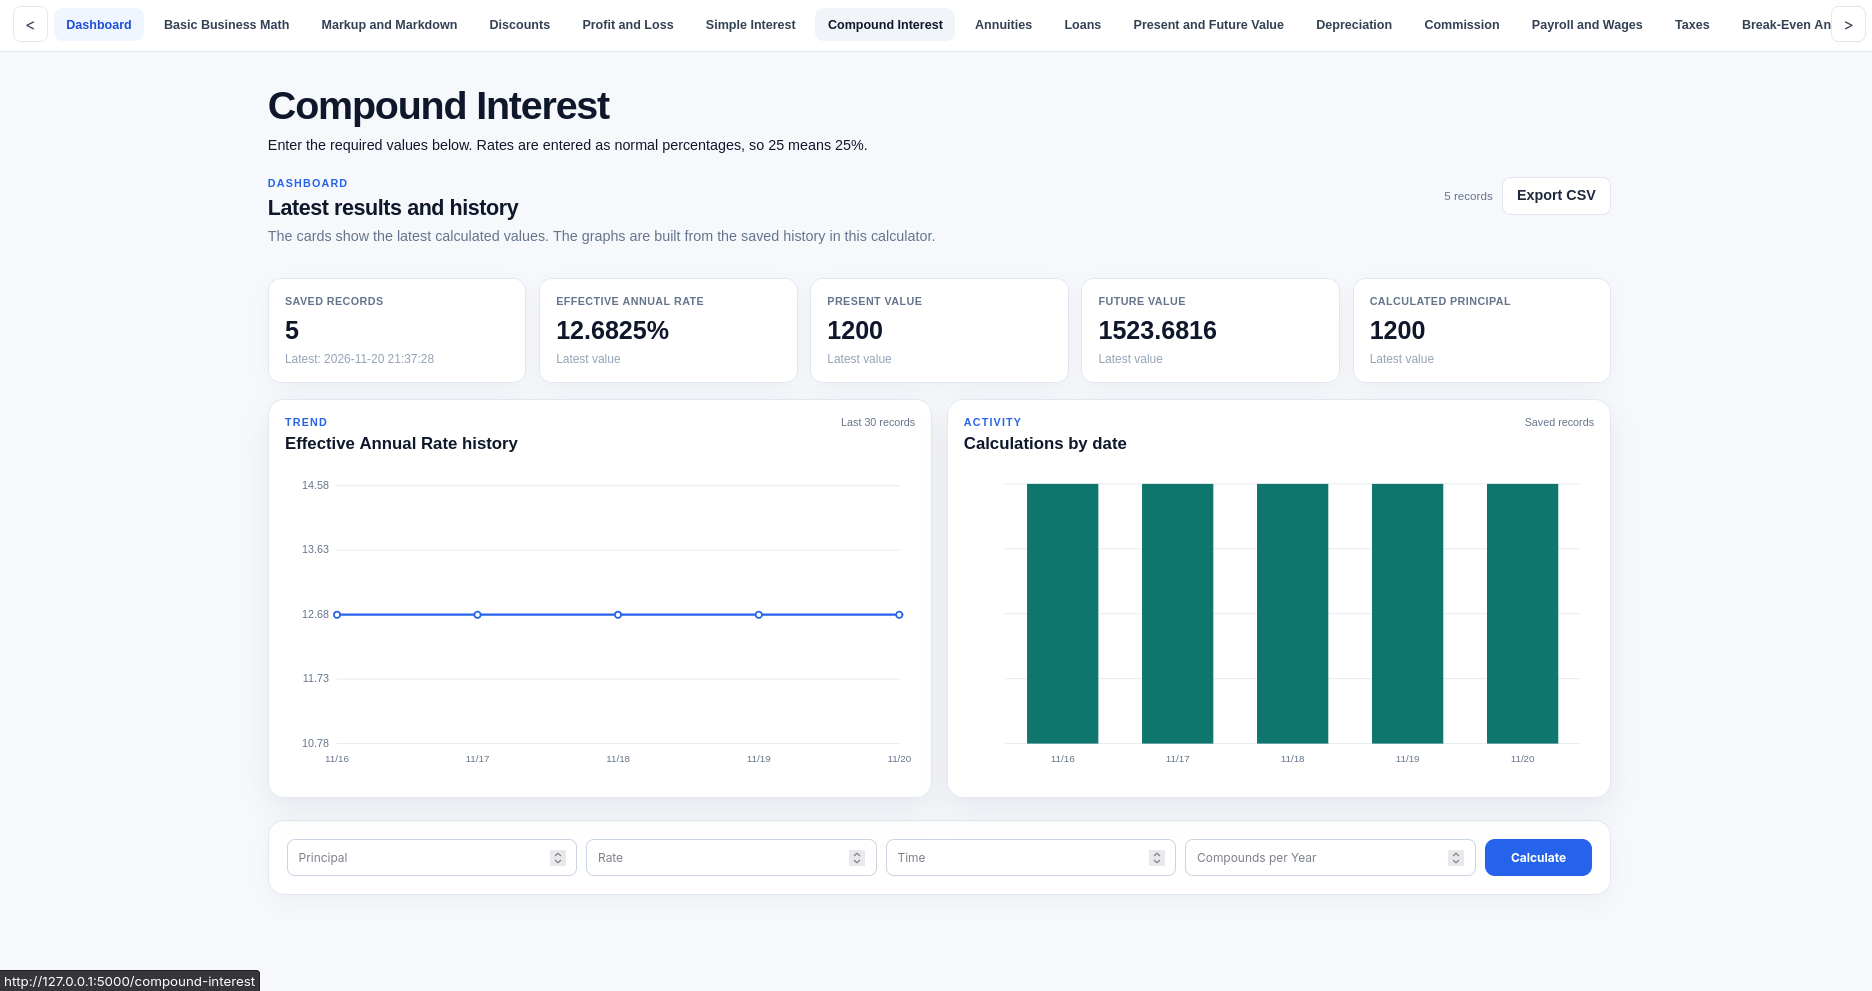 < Dashboard Basic Business Math Markup and Markdown Discounts Profit and Loss Simple Interest Compound Interest Annuities Loans Present and Future Value Depreciation Commission Payroll and Wages Taxes Break-Even An >
Compound Interest
Enter the required values below. Rates are entered as normal percentages, so 25 means 25%.
DASHBOARD
Latest results and history
The cards show the latest calculated values. The graphs are built from the saved history in this calculator.
5 records Export CSV
SAVED RECORDS
5
Latest: 2026-11-20 21:37:28
EFFECTIVE ANNUAL RATE
12.6825%
Latest value
PRESENT VALUE
1200
Latest value
FUTURE VALUE
1523.6816
Latest value
CALCULATED PRINCIPAL
1200
Latest value
TREND
Last 30 records
Effective Annual Rate history
14.58
13.63
12.68
11.73
10.78
11/16 11/17 11/18 11/19 11/20
ACTIVITY
Saved records
Calculations by date
11/16 11/17 11/18 11/19 11/20
Principal Rate Time Compounds per Year Calculate
http://127.0.0.1:5000/compound-interest